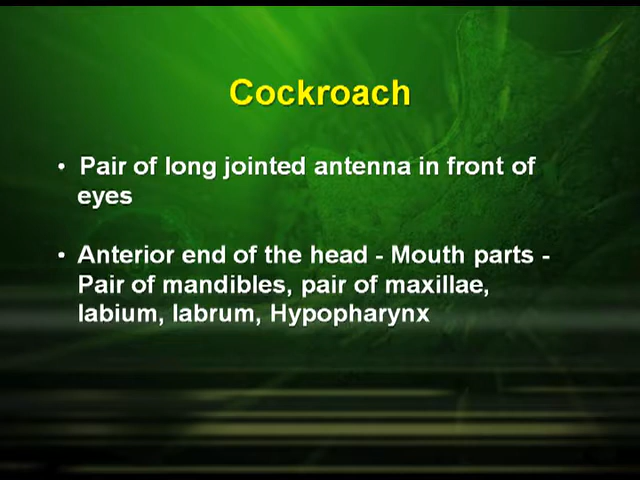 Cockroach
• Pair of long jointed antenna in front of
eyes
• Anterior end of the head - Mouth parts -
Pair of mandibles, pair of maxillae,
labium, labrum, Hypopharynx